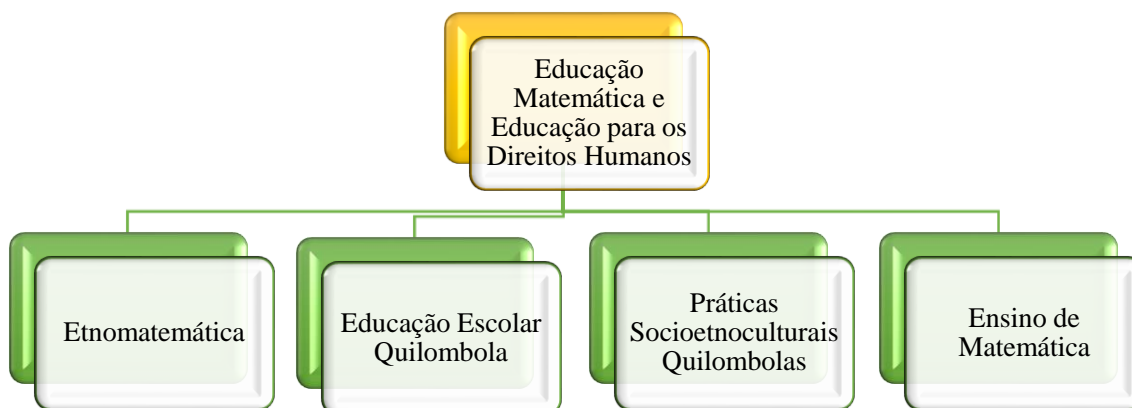 Educação
Matemática e
Educação para os
Direitos Humanos
Etnomatemática
Educação Escolar
Quilombola
Práticas
Socioetnoculturais
Quilombolas
Ensino de
Matemática